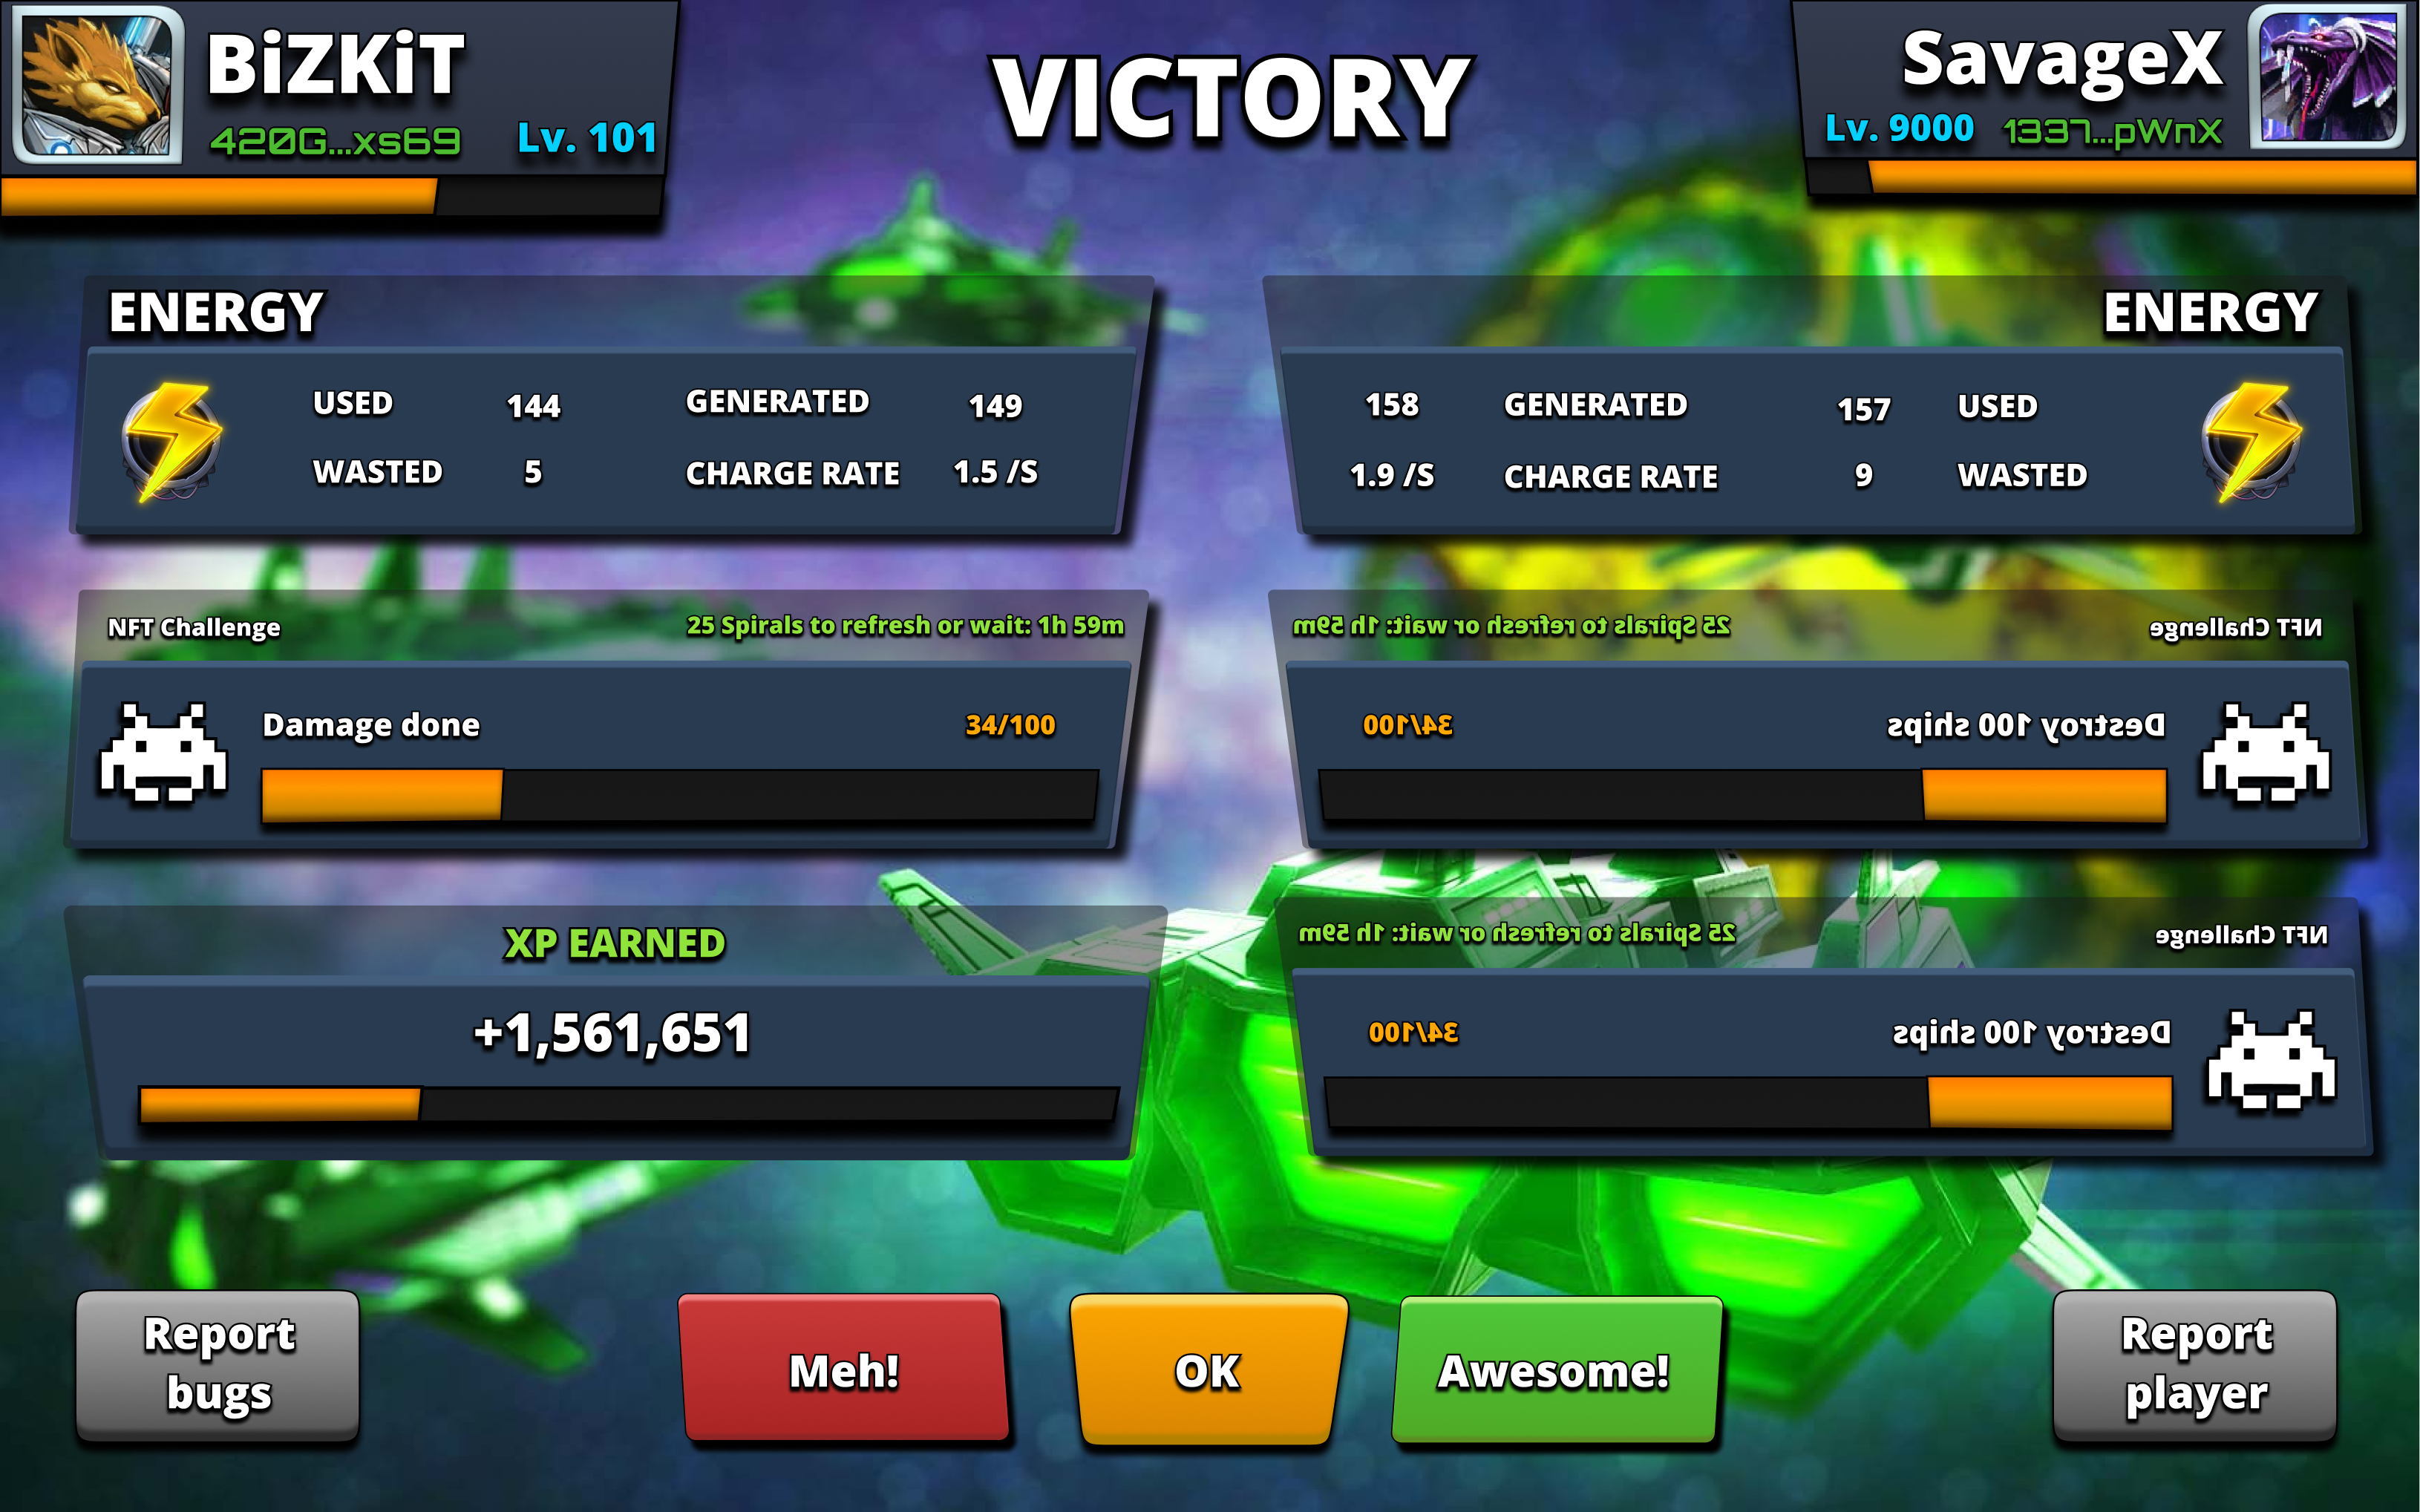 BiZKiT
420G...xs69 Lv. 101
VICTORY
SavageX
Lv. 9000 1337...pWnX
ENERGY
USED 144 GENERATED 149
WASTED 5 CHARGE RATE 1.5 /S
ENERGY
158 GENERATED 157 USED
1.9 /S CHARGE RATE 9 WASTED
NFT Challenge 25 Spirals to refresh or wait: 1h 59m
Damage done 34/100
25 Spirals to refresh or wait: 1h 59m NFT Challenge
34/100 Destroy 100 ships
XP EARNED
+1,561,651
25 Spirals to refresh or wait: 1h 59m NFT Challenge
34/100 Destroy 100 ships
Report
bugs
Meh!
OK
Awesome!
Report
player